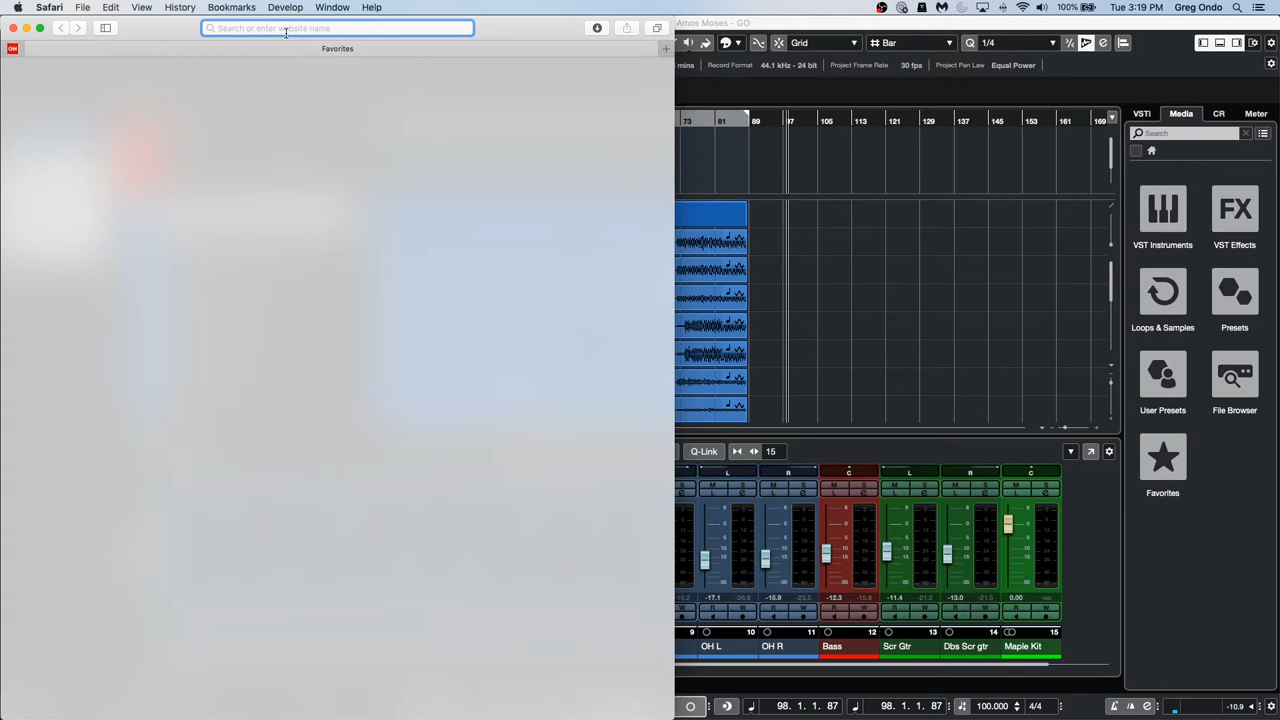 Safari File Edit View History Bookmarks Develop Window Help
100% Tue 3:19 PM Greg Ondo
Search or enter website name
Amos Moses - GO
Favorites
Grid Bar Q 1/4
mins Record Format 44.1 kHz - 24 bit Project Frame Rate 30 fps Project Pan Law Equal Power
VSTi Media CR Meter
73 81 89 97 105 113 121 129 137 145 153 161 169
Search
VST Instruments VST Effects
Loops & Samples Presets
User Presets File Browser
Favorites
Q-Link 15
L R C L R C
-17.1 -26.9 -15.9 -23.5 -12.3 -15.8 -11.4 -21.5 -13.0 -21.5 0.00 -oo
R W R W R W R W R W R W
9 10 11 12 13 14 15
OH L OH R Bass Scr Gtr Dbs Scr gtr Maple Kit
98. 1. 1. 87 98. 1. 1. 87 100.000 4/4 -10.9